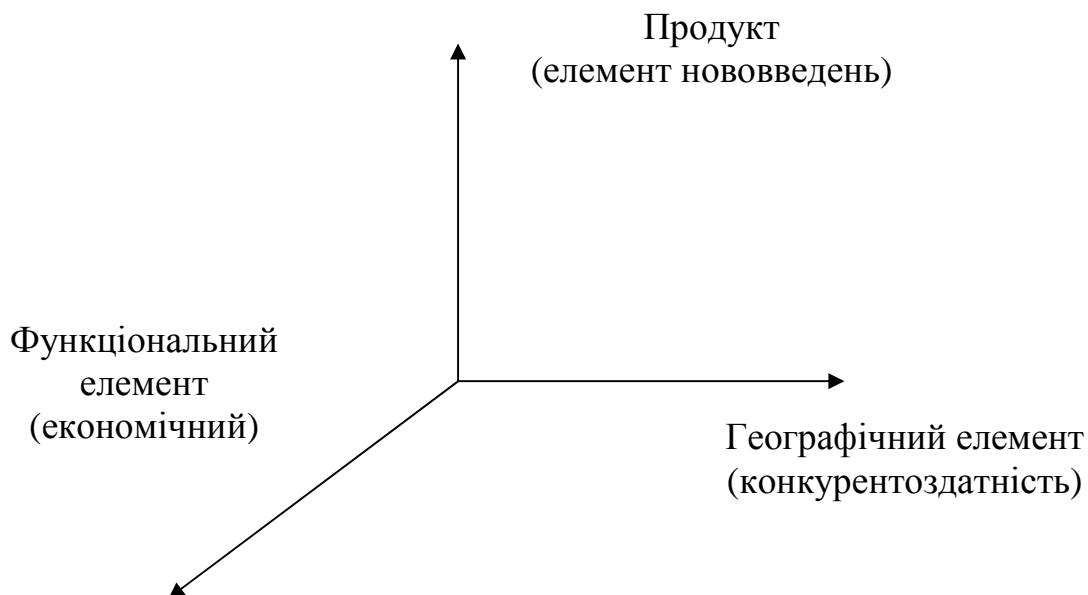 Продукт
(елемент нововведень)
Функціональний
елемент
(економічний)
Географічний елемент
(конкурентоздатність)